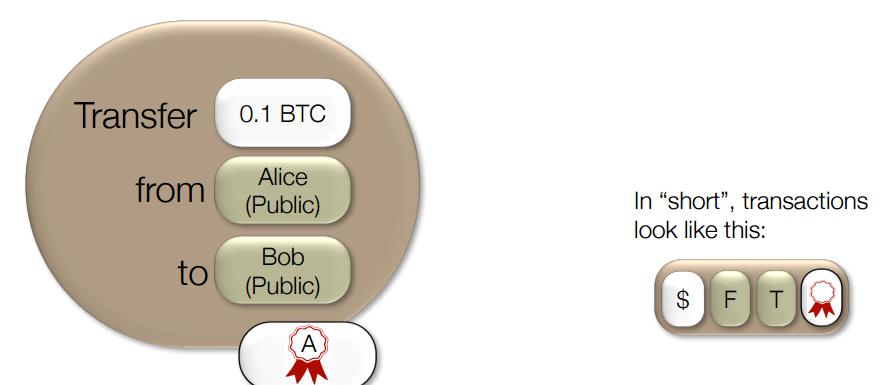 Transfer
0.1 BTC
from
Alice
(Public)
to
Bob
(Public)
A
In “short”, transactions
look like this:
$ F T